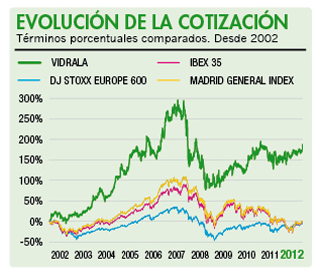 EVOLUCIÓN DE LA COTIZACIÓN
Términos porcentuales comparados. Desde 2002
VIDRALA
IBEX 35
DJ STOXX EUROPE 600
MADRID GENERAL INDEX
300%
250%
200%
150%
100%
50%
0%
-50%
2002 2003 2004 2005 2006 2007 2008 2009 2010 2011 2012